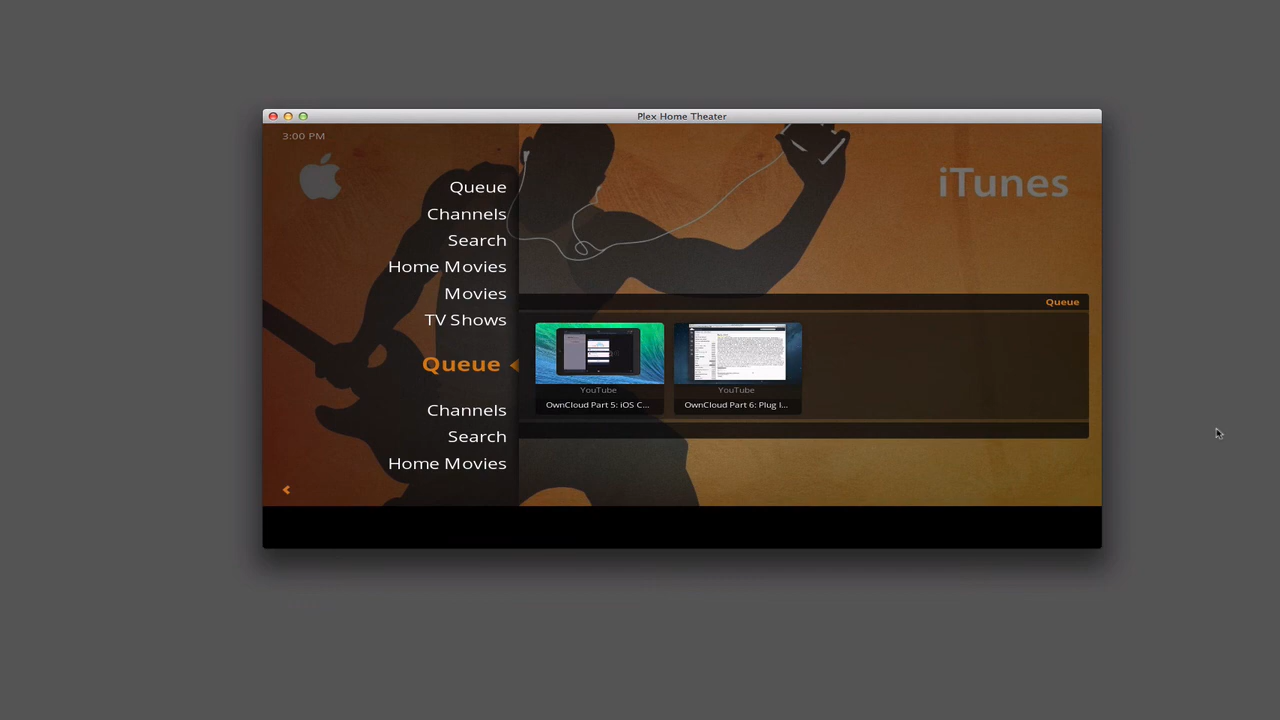 Plex Home Theater
3:00 PM
iTunes
Queue
Channels
Search
Home Movies
Movies
TV Shows
Queue
Channels
Search
Home Movies
Queue
YouTube
OwnCloud Part 5: iOS C...
YouTube
OwnCloud Part 6: Plug I...